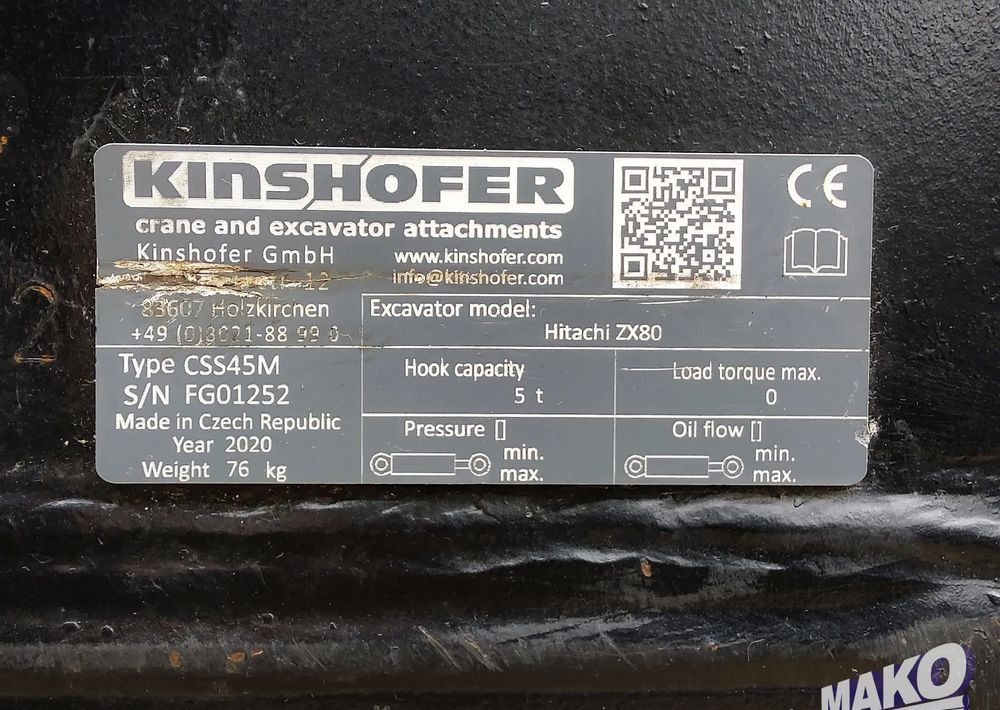 KINSHOFER
crane and excavator attachments
Kinshofer GmbH
www.kinshofer.com
info@kinshofer.com
12
83607 Holzkirchen
+49 (0)8021-88 99 0
Excavator model:
Hitachi ZX80
Type CSS45M
S/N FG01252
Made in Czech Republic
Year 2020
Weight 76 kg
Hook capacity
5 t
Load torque max.
0
Pressure []
min.
max.
Oil flow []
min.
max.
CE
2
MAKO